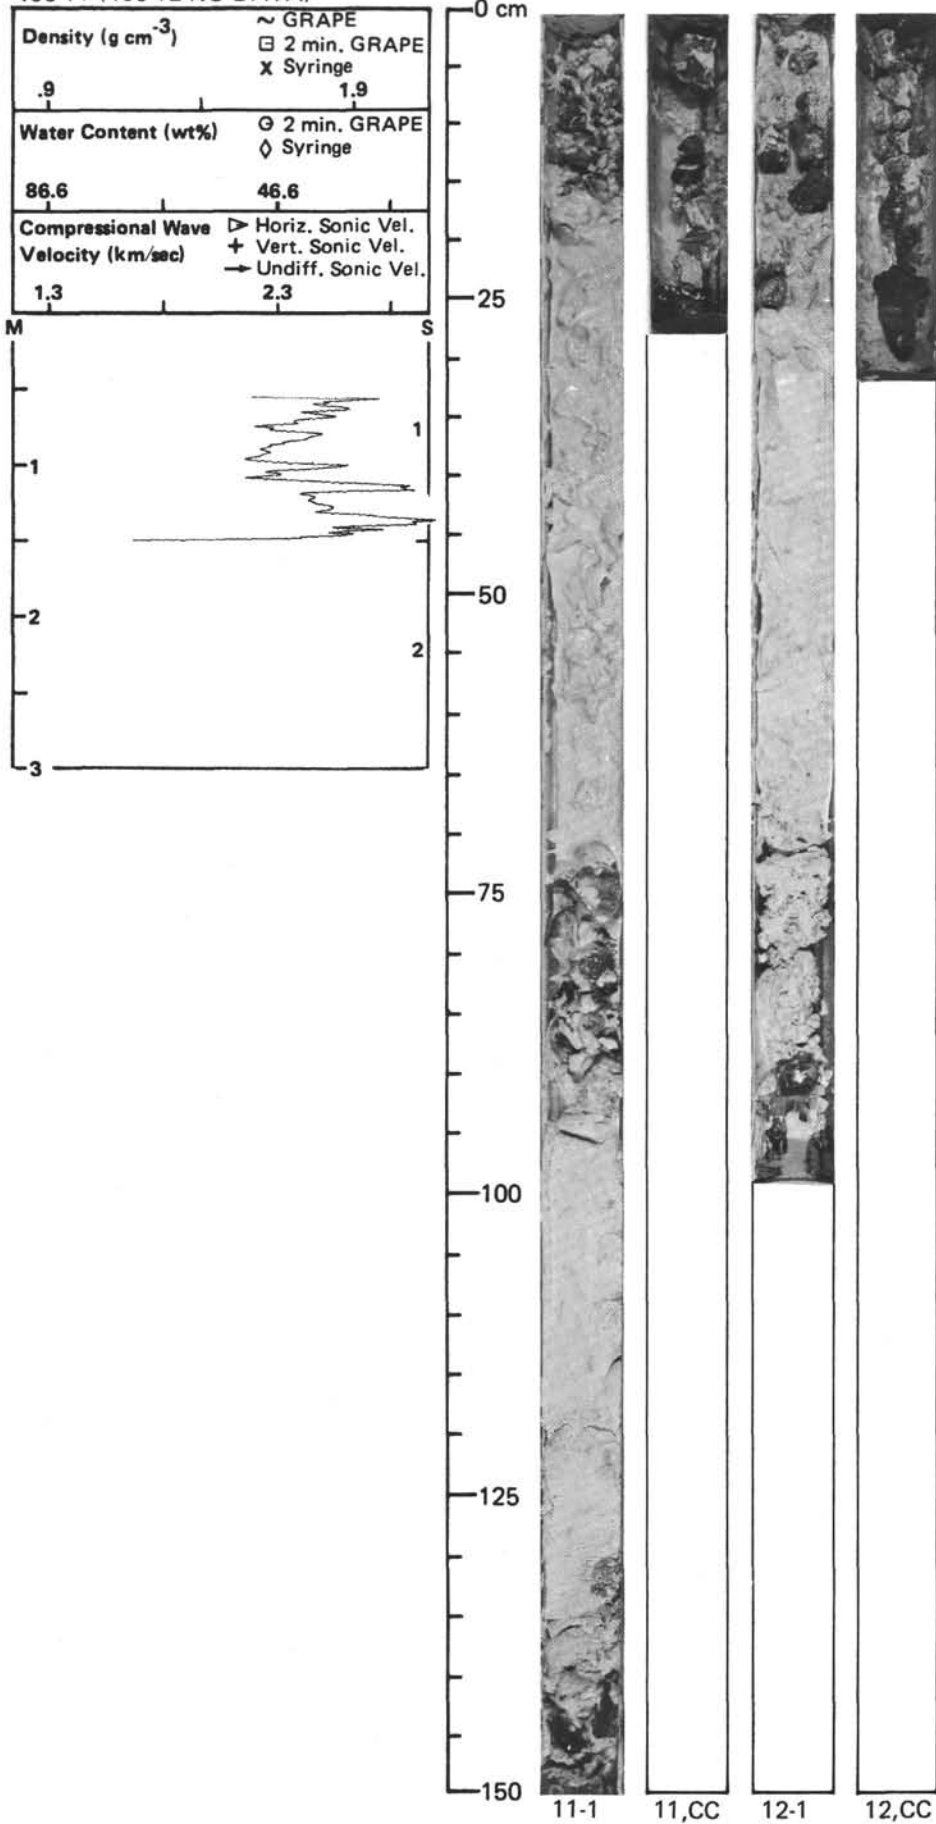 Density (g cm-3)
~ GRAPE
⊡ 2 min. GRAPE
x Syringe
.9 1.9
Water Content (wt%)
⊙ 2 min. GRAPE
◊ Syringe
86.6 46.6
Compressional Wave
Velocity (km/sec)
▷ Horiz. Sonic Vel.
+ Vert. Sonic Vel.
→ Undiff. Sonic Vel.
1.3 2.3
M S
1
1
2
2
3
0 cm
25
50
75
100
125
150
11-1 11,CC 12-1 12,CC